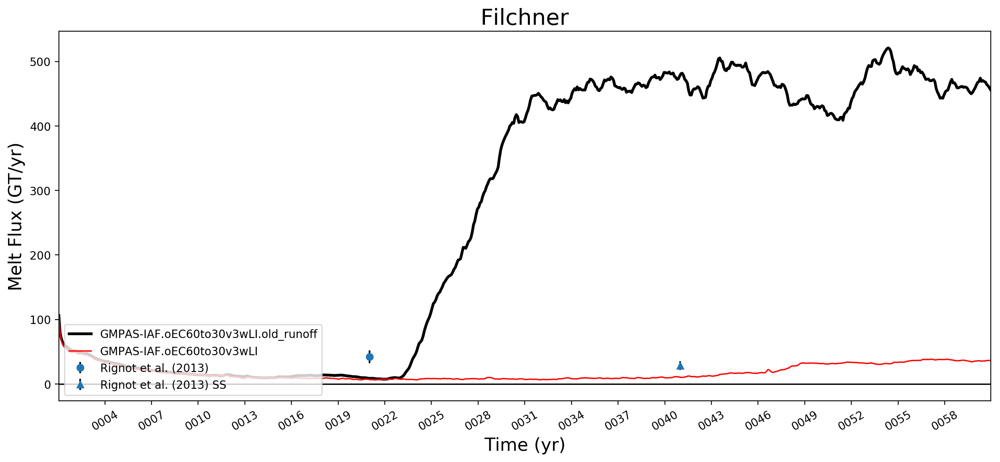 Filchner
Melt Flux (GT/yr)
500
400
300
200
100
0
GMPAS-IAF.oEC60to30v3wLI.old_runoff
GMPAS-IAF.oEC60to30v3wLI
Rignot et al. (2013)
Rignot et al. (2013) SS
0004 0007 0010 0013 0016 0019 0022 0025 0028 0031 0034 0037 0040 0043 0046 0049 0052 0055 0058
Time (yr)